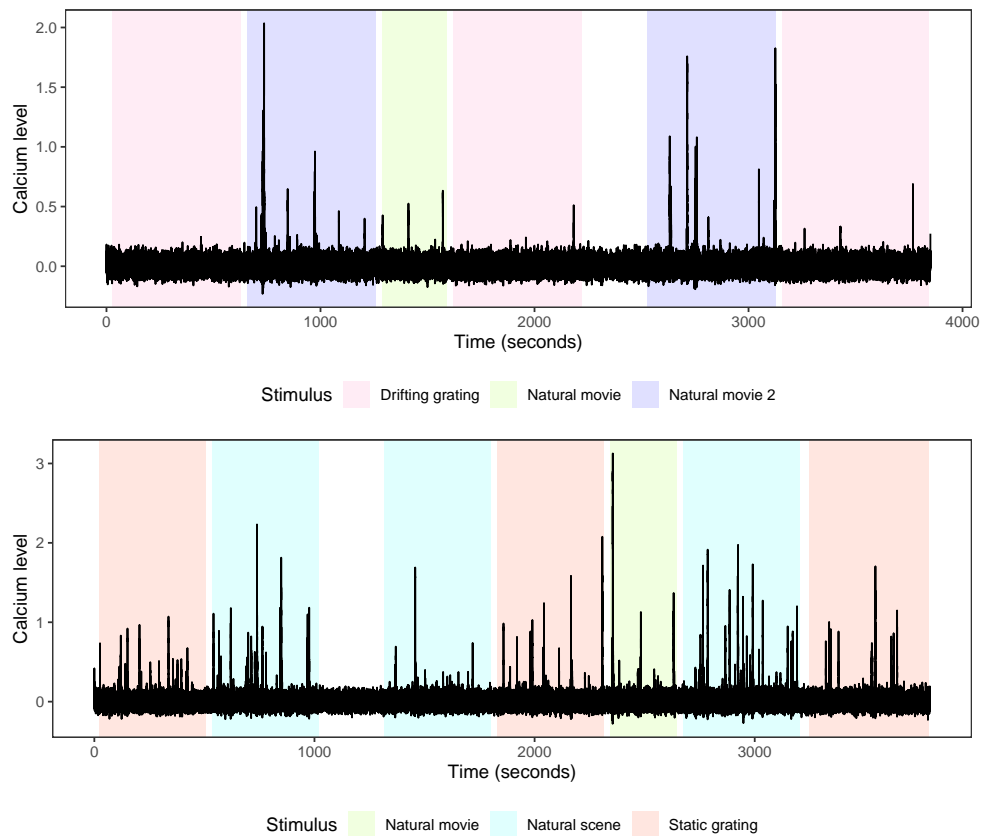 2.0
1.5
1.0
0.5
0.0
Calcium level
0 1000 2000 3000 4000
Time (seconds)
Stimulus Drifting grating Natural movie Natural movie 2
3
2
1
0
Calcium level
0 1000 2000 3000
Time (seconds)
Stimulus Natural movie Natural scene Static grating